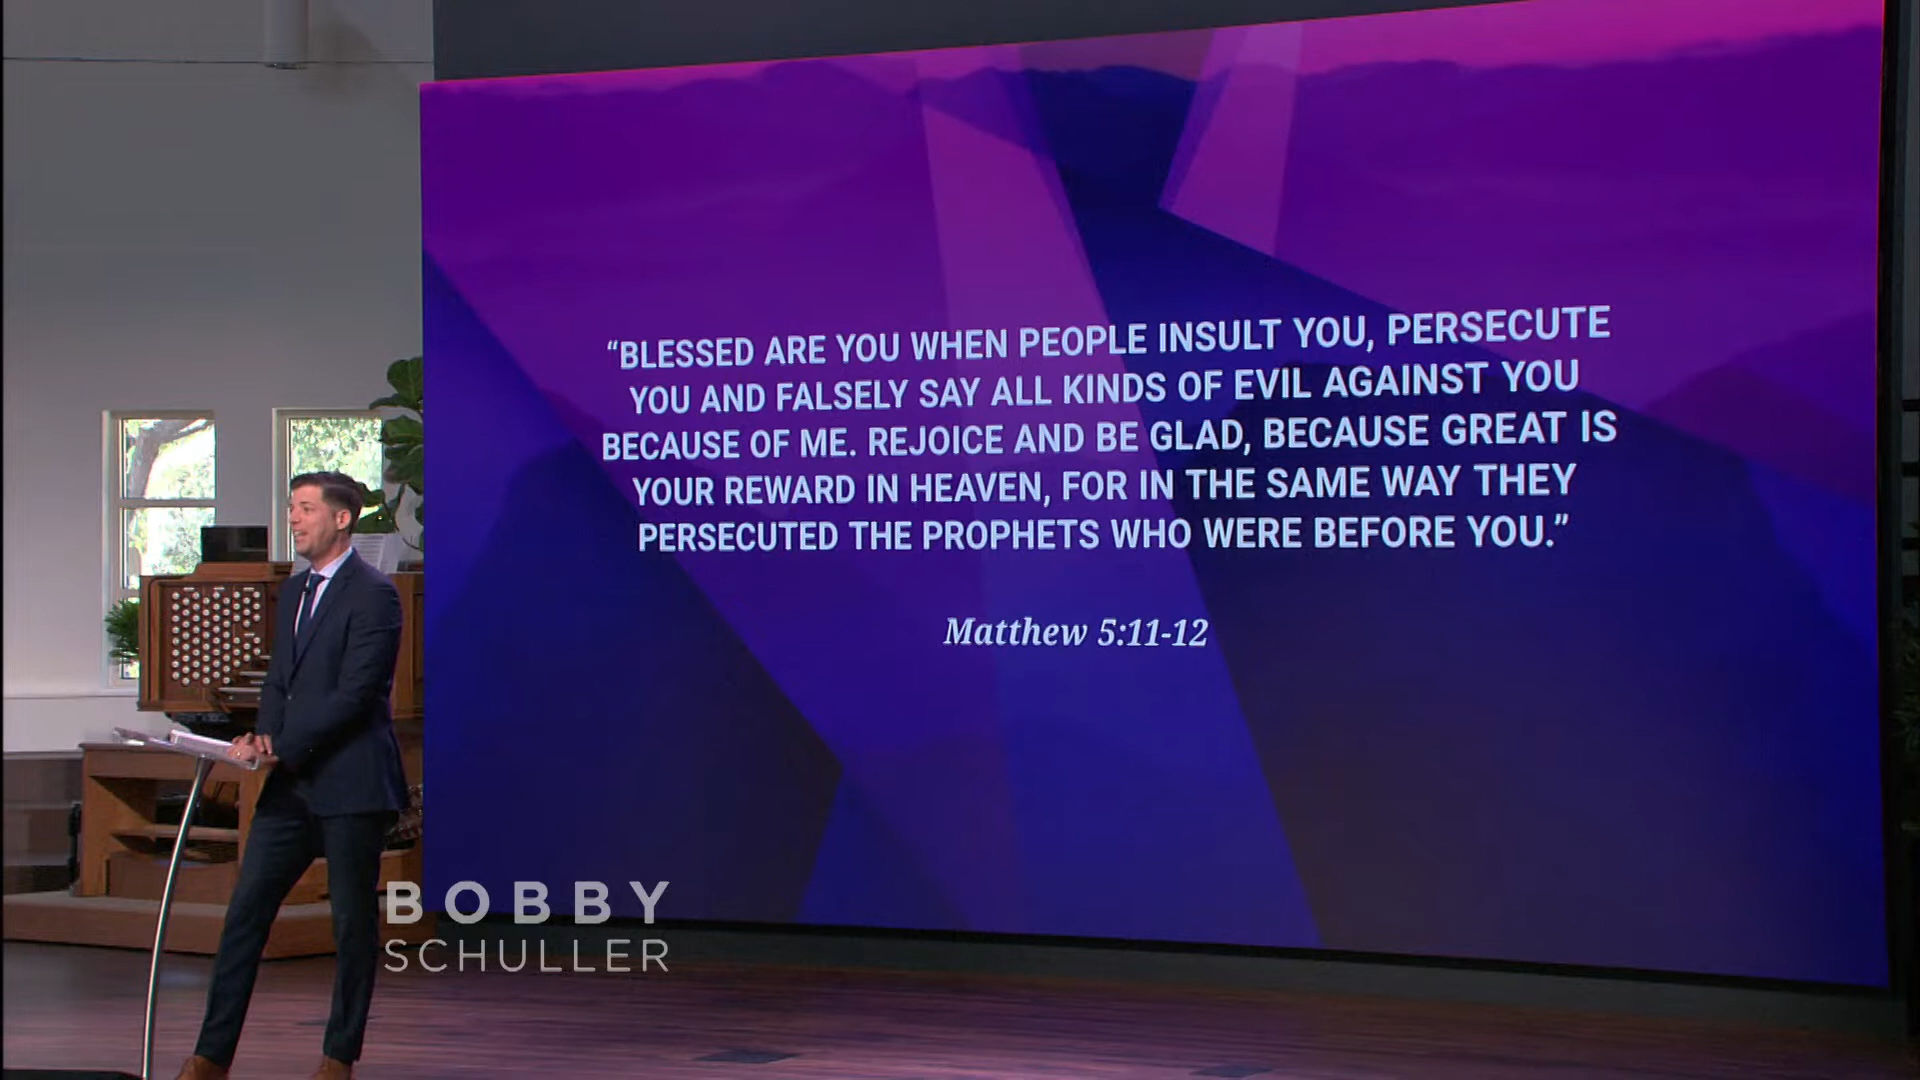 “BLESSED ARE YOU WHEN PEOPLE INSULT YOU, PERSECUTE
YOU AND FALSELY SAY ALL KINDS OF EVIL AGAINST YOU
BECAUSE OF ME. REJOICE AND BE GLAD, BECAUSE GREAT IS
YOUR REWARD IN HEAVEN, FOR IN THE SAME WAY THEY
PERSECUTED THE PROPHETS WHO WERE BEFORE YOU.”
Matthew 5:11-12
BOBBY
SCHULLER